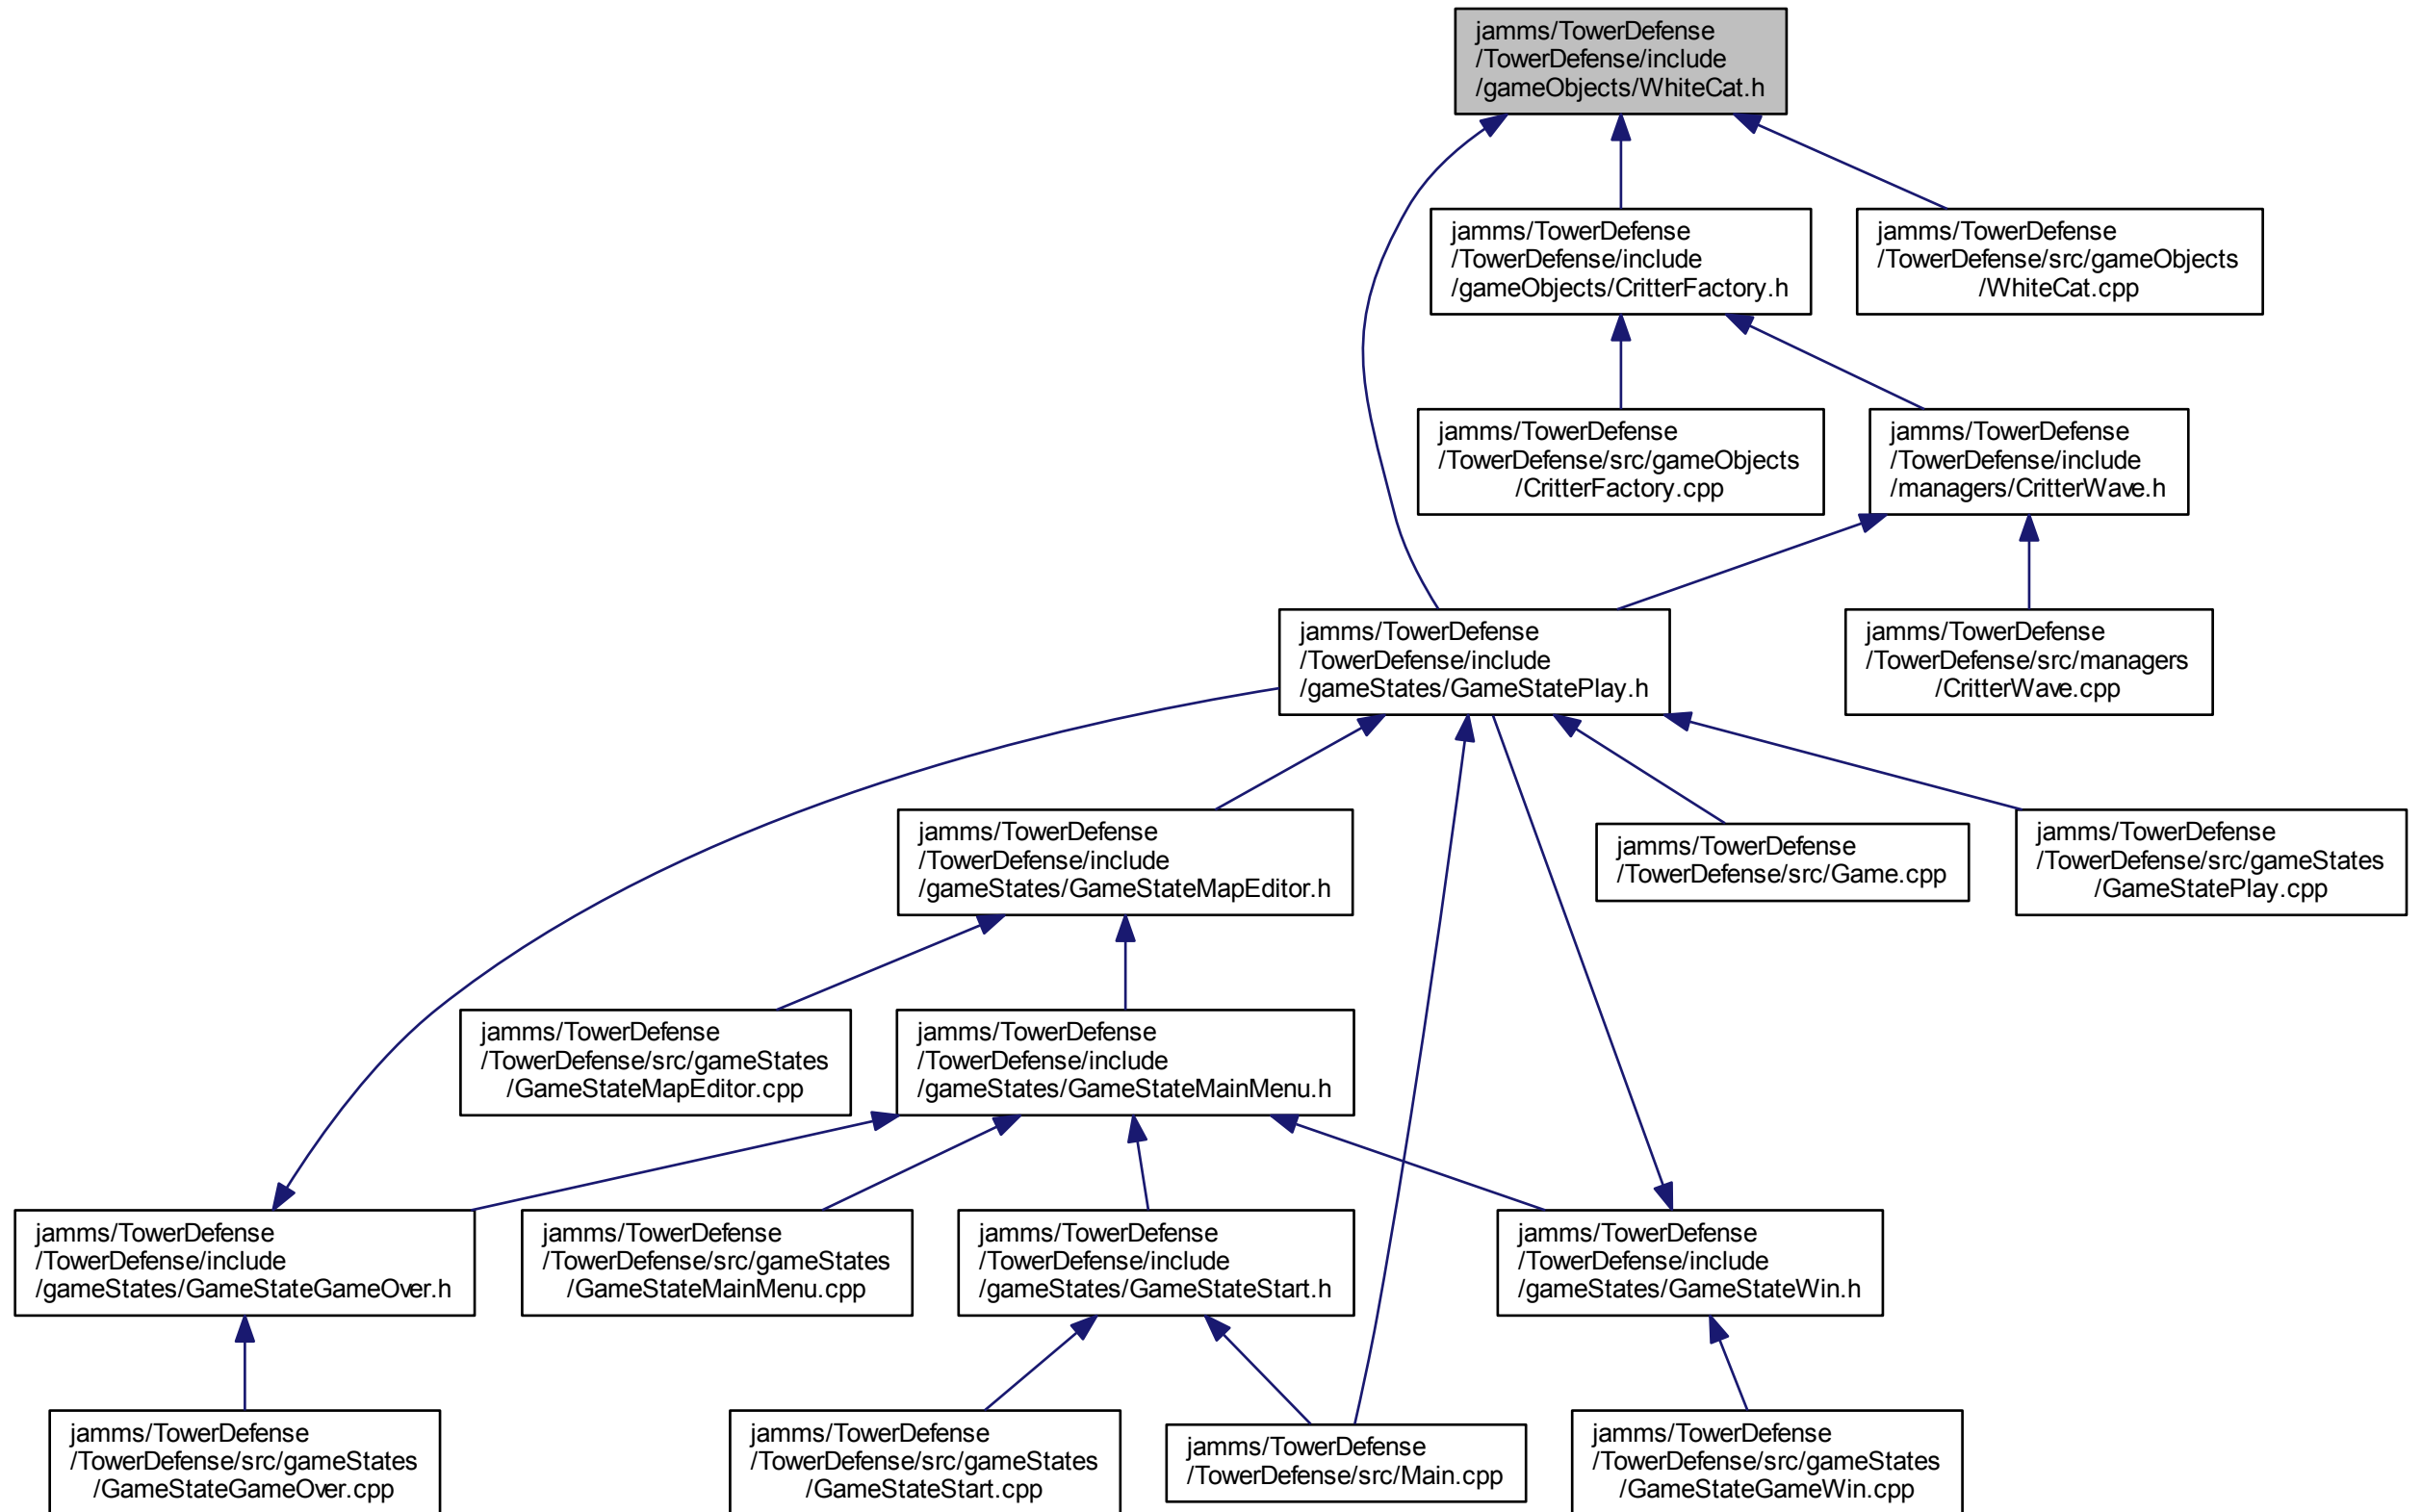 jamms/TowerDefense
/TowerDefense/include
/gameObjects/WhiteCat.h
jamms/TowerDefense
/TowerDefense/include
/gameObjects/CritterFactory.h
jamms/TowerDefense
/TowerDefense/src/gameObjects
/WhiteCat.cpp
jamms/TowerDefense
/TowerDefense/src/gameObjects
/CritterFactory.cpp
jamms/TowerDefense
/TowerDefense/include
/managers/CritterWave.h
jamms/TowerDefense
/TowerDefense/include
/gameStates/GameStatePlay.h
jamms/TowerDefense
/TowerDefense/src/managers
/CritterWave.cpp
jamms/TowerDefense
/TowerDefense/include
/gameStates/GameStateMapEditor.h
jamms/TowerDefense
/TowerDefense/src/Game.cpp
jamms/TowerDefense
/TowerDefense/src/gameStates
/GameStatePlay.cpp
jamms/TowerDefense
/TowerDefense/src/gameStates
/GameStateMapEditor.cpp
jamms/TowerDefense
/TowerDefense/include
/gameStates/GameStateMainMenu.h
jamms/TowerDefense
/TowerDefense/include
/gameStates/GameStateGameOver.h
jamms/TowerDefense
/TowerDefense/src/gameStates
/GameStateMainMenu.cpp
jamms/TowerDefense
/TowerDefense/include
/gameStates/GameStateStart.h
jamms/TowerDefense
/TowerDefense/include
/gameStates/GameStateWin.h
jamms/TowerDefense
/TowerDefense/src/gameStates
/GameStateGameOver.cpp
jamms/TowerDefense
/TowerDefense/src/gameStates
/GameStateStart.cpp
jamms/TowerDefense
/TowerDefense/src/Main.cpp
jamms/TowerDefense
/TowerDefense/src/gameStates
/GameStateGameWin.cpp